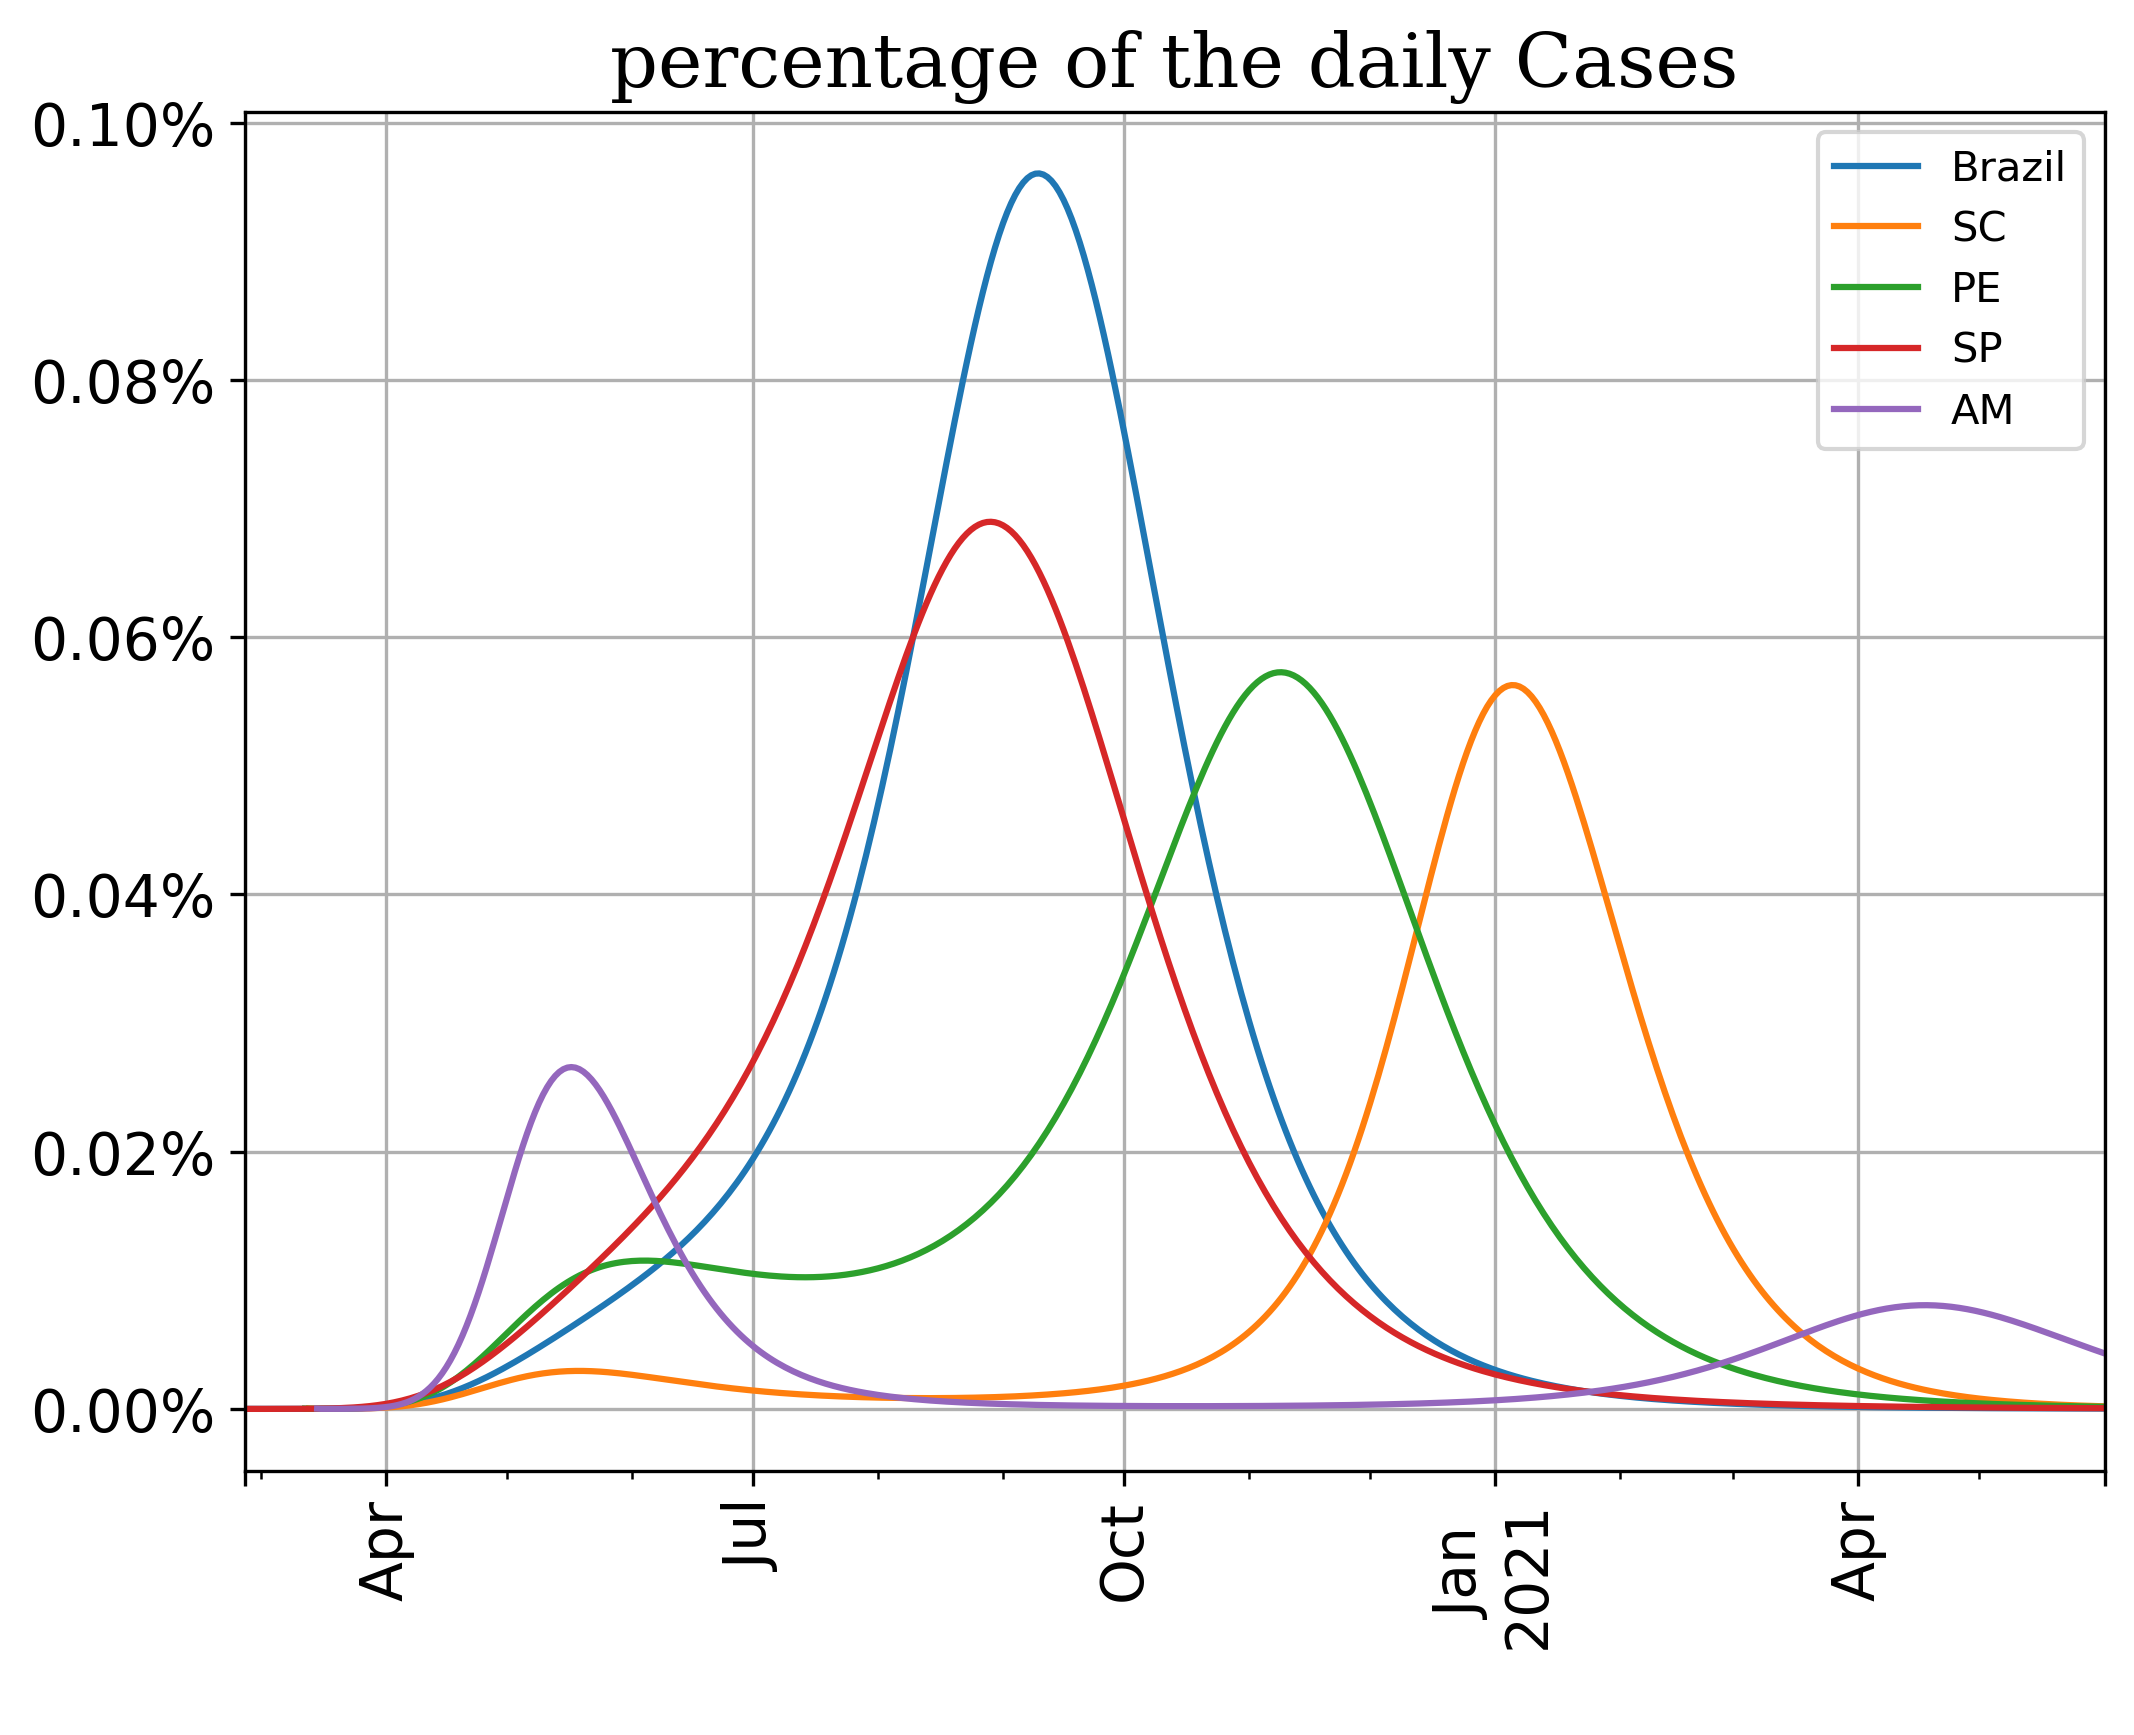 percentage of the daily Cases
0.10%
0.08%
0.06%
0.04%
0.02%
0.00%
Brazil
SC
PE
SP
AM
Apr
Jul
Oct
Jan
2021
Apr